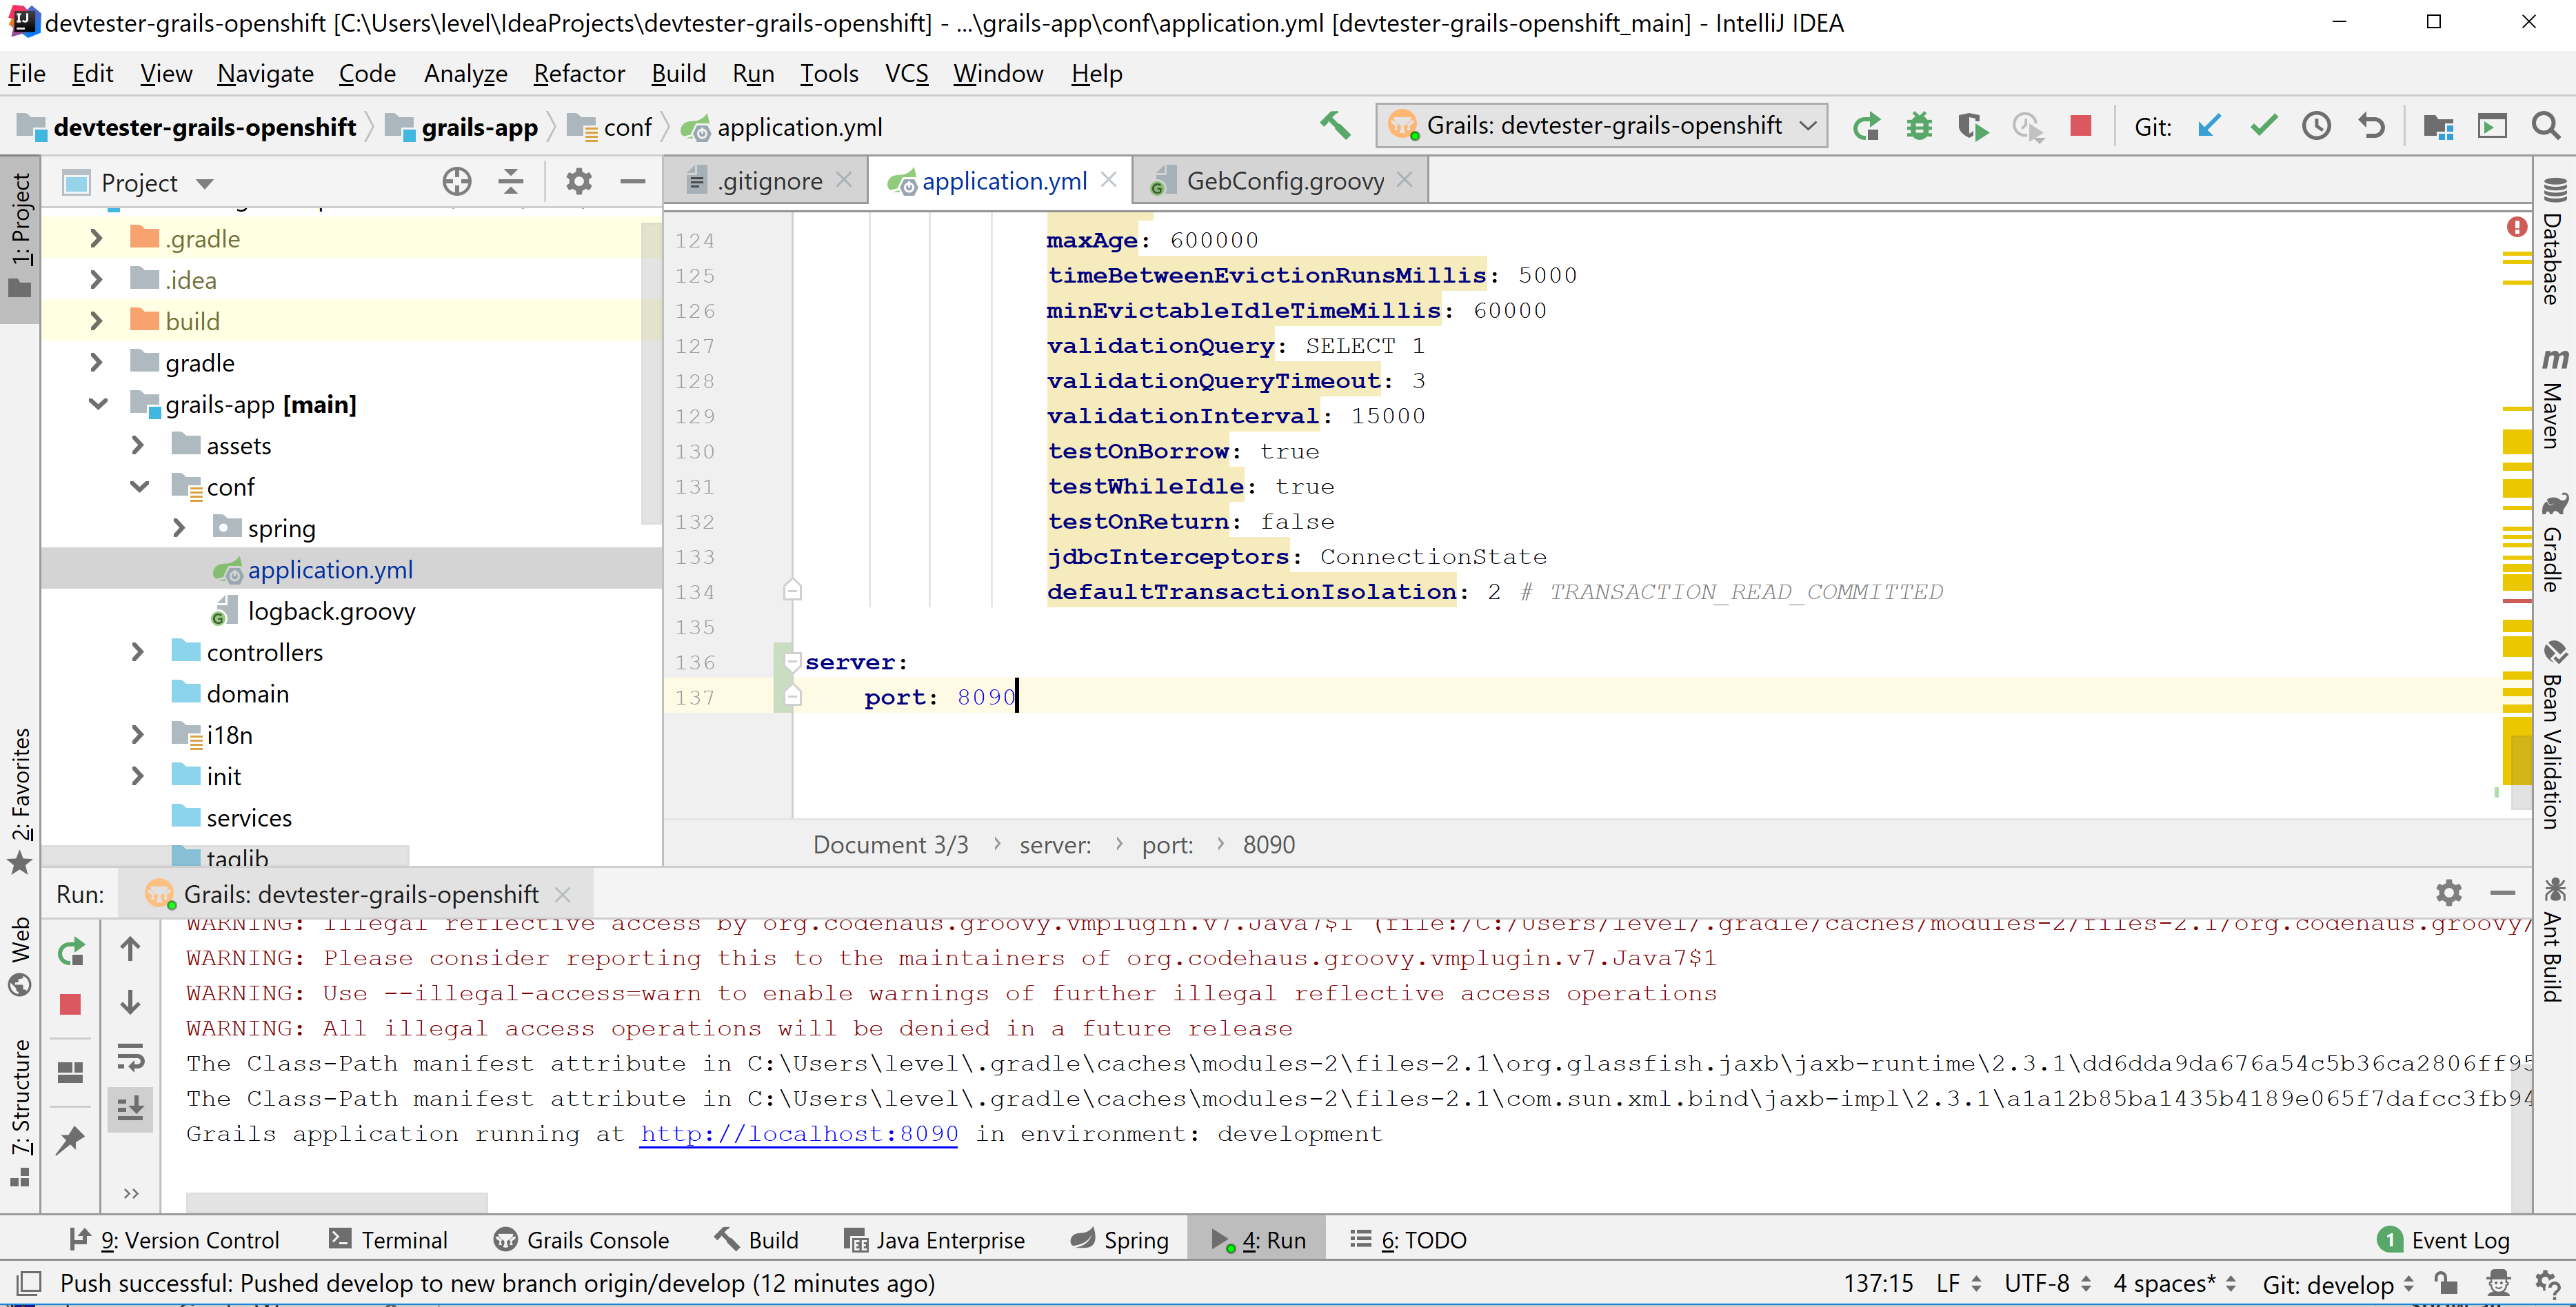 devtester-grails-openshift [C:\Users\level\IdeaProjects\devtester-grails-openshift] - ...\grails-app\conf\application.yml [devtester-grails-openshift_main] - IntelliJ IDEA
File Edit View Navigate Code Analyze Refactor Build Run Tools VCS Window Help
devtester-grails-openshift grails-app conf application.yml
Grails: devtester-grails-openshift
Git:
1: Project
2: Favorites
Web
7: Structure
Project
.gradle
.idea
build
gradle
grails-app [main]
assets
conf
spring
application.yml
logback.groovy
controllers
domain
i18n
init
services
taglib
.gitignore
application.yml
GebConfig.groovy
124 maxAge: 600000
125 timeBetweenEvictionRunsMillis: 5000
126 minEvictableIdleTimeMillis: 60000
127 validationQuery: SELECT 1
128 validationQueryTimeout: 3
129 validationInterval: 15000
130 testOnBorrow: true
131 testWhileIdle: true
132 testOnReturn: false
133 jdbcInterceptors: ConnectionState
134 defaultTransactionIsolation: 2 # TRANSACTION_READ_COMMITTED
135
136 server:
137 port: 8090
Document 3/3 › server: › port: › 8090
Database
m Maven
Gradle
Bean Validation
Ant Build
Run: Grails: devtester-grails-openshift
WARNING: Illegal reflective access by org.codehaus.groovy.vmplugin.v7.Java7$1 (file:/C:/Users/level/.gradle/caches/modules-2/files-2.1/org.codehaus.groovy/
WARNING: Please consider reporting this to the maintainers of org.codehaus.groovy.vmplugin.v7.Java7$1
WARNING: Use --illegal-access=warn to enable warnings of further illegal reflective access operations
WARNING: All illegal access operations will be denied in a future release
The Class-Path manifest attribute in C:\Users\level\.gradle\caches\modules-2\files-2.1\org.glassfish.jaxb\jaxb-runtime\2.3.1\dd6dda9da676a54c5b36ca2806ff95
The Class-Path manifest attribute in C:\Users\level\.gradle\caches\modules-2\files-2.1\com.sun.xml.bind\jaxb-impl\2.3.1\a1a12b85ba1435b4189e065f7dafcc3fb94
Grails application running at http://localhost:8090 in environment: development
9: Version Control Terminal Grails Console Build Java Enterprise Spring 4: Run 6: TODO 1 Event Log
Push successful: Pushed develop to new branch origin/develop (12 minutes ago) 137:15 LF UTF-8 4 spaces* Git: develop